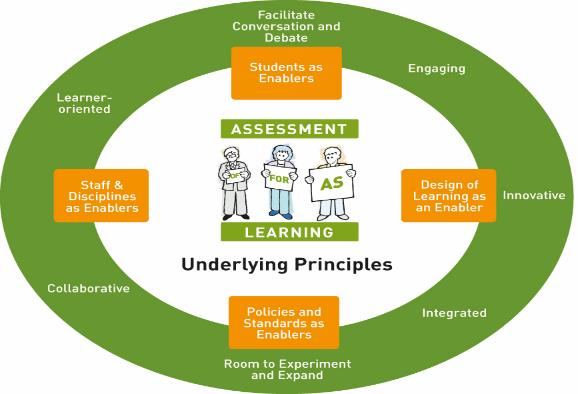 Facilitate
Conversation and
Debate
Students as
Enablers
Engaging
Learner-
oriented
ASSESSMENT
OF
FOR
AS
LEARNING
Staff &
Disciplines
as Enablers
Design of
Learning as
an Enabler
Innovative
Underlying Principles
Collaborative
Integrated
Policies and
Standards as
Enablers
Room to Experiment
and Expand